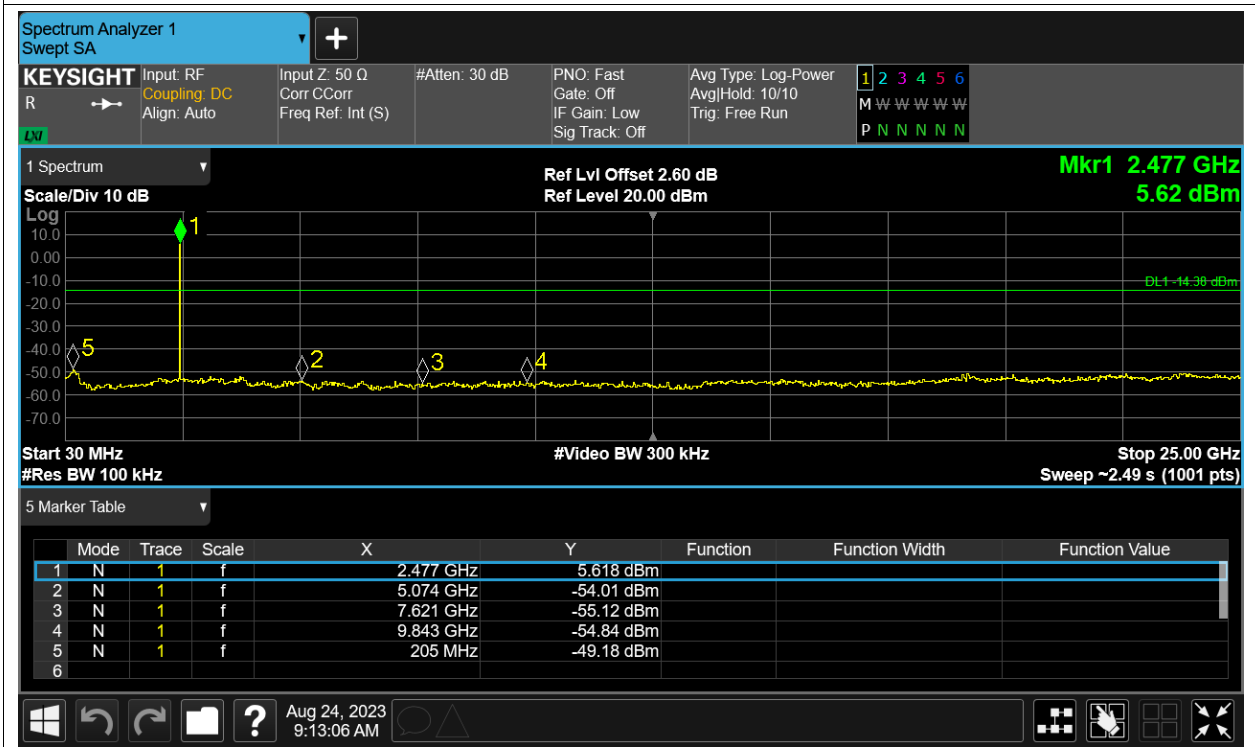 Spectrum Analyzer 1
Swept SA
KEYSIGHT
R
LXI
Input: RF
Coupling: DC
Align: Auto
Input Z: 50 Ω
Corr CCorr
Freq Ref: Int (S)
#Atten: 30 dB
PNO: Fast
Gate: Off
IF Gain: Low
Sig Track: Off
Avg Type: Log-Power
Avg|Hold: 10/10
Trig: Free Run
1 2 3 4 5 6
M W W W W W
P N N N N N
1 Spectrum
Scale/Div 10 dB
Ref Lvl Offset 2.60 dB
Ref Level 20.00 dBm
Mkr1 2.477 GHz
5.62 dBm
Log
10.0
0.00
-10.0
-20.0
-30.0
-40.0
-50.0
-60.0
-70.0
1
DL1 -14.38 dBm
5
2
3
4
Start 30 MHz
#Res BW 100 kHz
#Video BW 300 kHz
Stop 25.00 GHz
Sweep ~2.49 s (1001 pts)
5 Marker Table
Mode Trace Scale X Y Function Function Width Function Value
1 N 1 f 2.477 GHz 5.618 dBm
2 N 1 f 5.074 GHz -54.01 dBm
3 N 1 f 7.621 GHz -55.12 dBm
4 N 1 f 9.843 GHz -54.84 dBm
5 N 1 f 205 MHz -49.18 dBm
6
?
Aug 24, 2023
9:13:06 AM